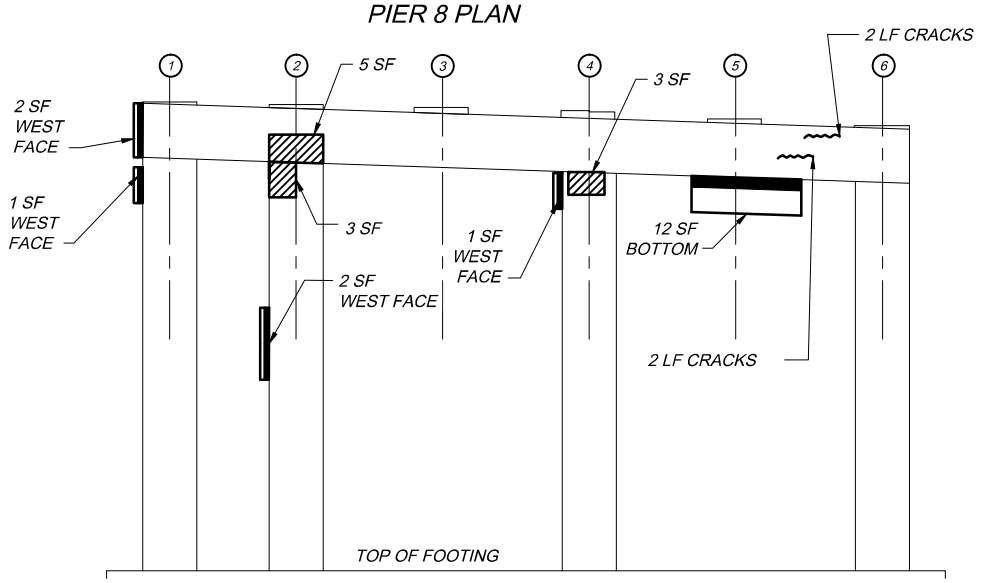 PIER 8 PLAN
2 LF CRACKS
1
2
3
4
5
6
5 SF
3 SF
2 SF
WEST
FACE
1 SF
WEST
FACE
3 SF
1 SF
WEST
FACE
12 SF
BOTTOM
2 SF
WEST FACE
2 LF CRACKS
TOP OF FOOTING